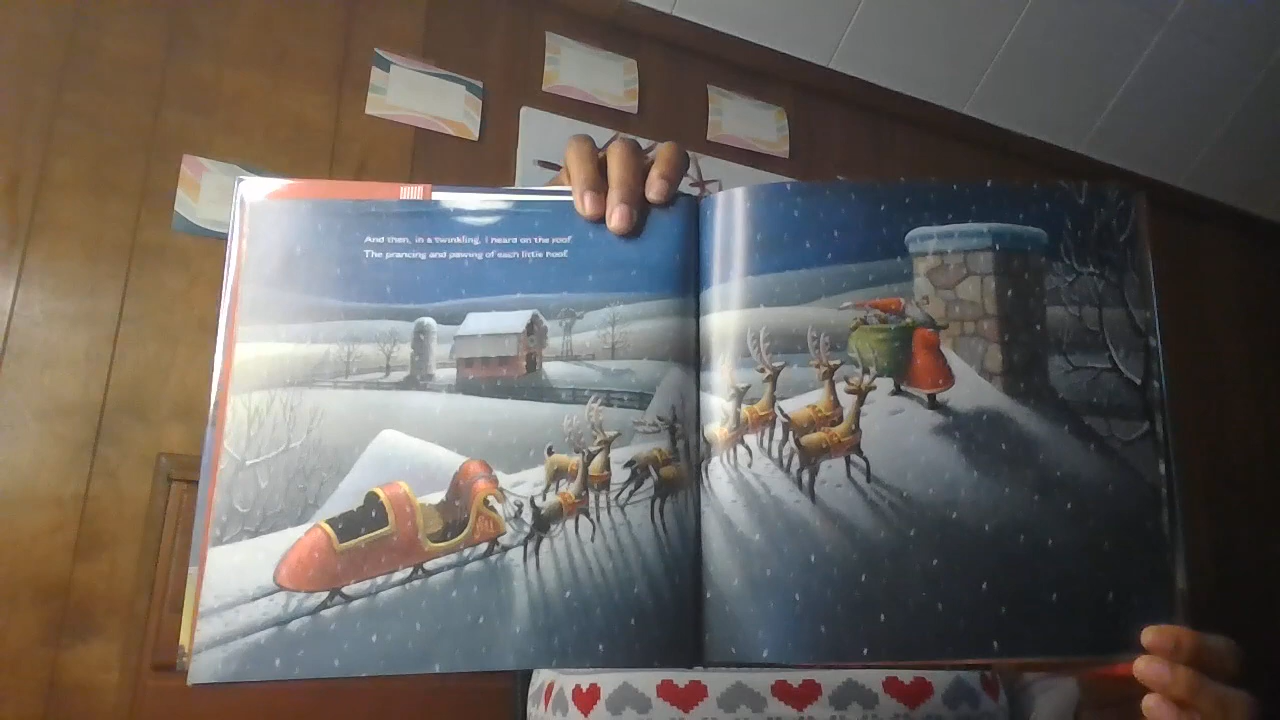 And then, in a twinkling, I heard on the roof
The prancing and pawing of each little hoof.